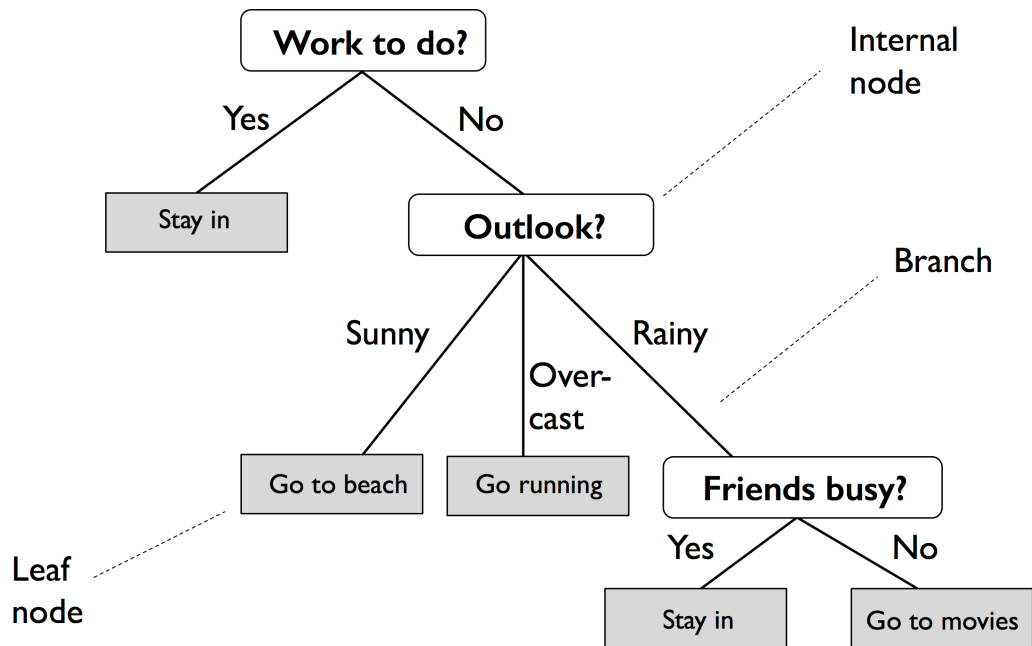 Work to do?
Internal
node
Yes
No
Stay in
Outlook?
Branch
Sunny
Rainy
Over-
cast
Go to beach
Go running
Friends busy?
Leaf
node
Yes
No
Stay in
Go to movies